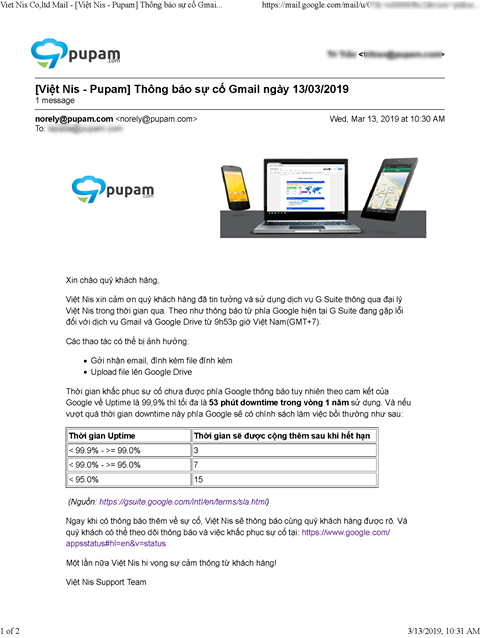 Viet Nis Co,ltd Mail - [Việt Nis - Pupam] Thông báo sự cố Gmai...
https://mail.google.com/mail/u/
pupam
.com
[Việt Nis - Pupam] Thông báo sự cố Gmail ngày 13/03/2019
1 message
norely@pupam.com <norely@pupam.com>
Wed, Mar 13, 2019 at 10:30 AM
To:
pupam
.com
Xin chào quý khách hàng,
Việt Nis xin cảm ơn quý khách hàng đã tin tưởng và sử dụng dịch vụ G Suite thông qua đại lý
Việt Nis trong thời gian qua. Theo như thông báo từ phía Google hiện tại G Suite đang gặp lỗi
đối với dịch vụ Gmail và Google Drive từ 9h53p giờ Việt Nam(GMT+7).
Các thao tác có thể bị ảnh hưởng:
Gởi nhận email, đính kèm file đính kèm
Upload file lên Google Drive
Thời gian khắc phục sự cố chưa được phía Google thông báo tuy nhiên theo cam kết của
Google về Uptime là 99,9% thì tối đa là 53 phút downtime trong vòng 1 năm sử dụng. Và nếu
vượt quá thời gian downtime này phía Google sẽ có chính sách làm việc bồi thường như sau:
Thời gian Uptime Thời gian sẽ được cộng thêm sau khi hết hạn
< 99.9% - >= 99.0% 3
< 99.0% - >= 95.0% 7
< 95.0% 15
(Nguồn: https://gsuite.google.com/intl/en/terms/sla.html)
Ngay khi có thông báo thêm về sự cố, Việt Nis sẽ thông báo cùng quý khách hàng được rõ. Và
quý khách có thể theo dõi thông báo và việc khắc phục sự cố tại: https://www.google.com/
appsstatus#hl=en&v=status
Một lần nữa Việt Nis hi vọng sự cảm thông từ khách hàng!
Việt Nis Support Team
1 of 2
3/13/2019, 10:31 AM